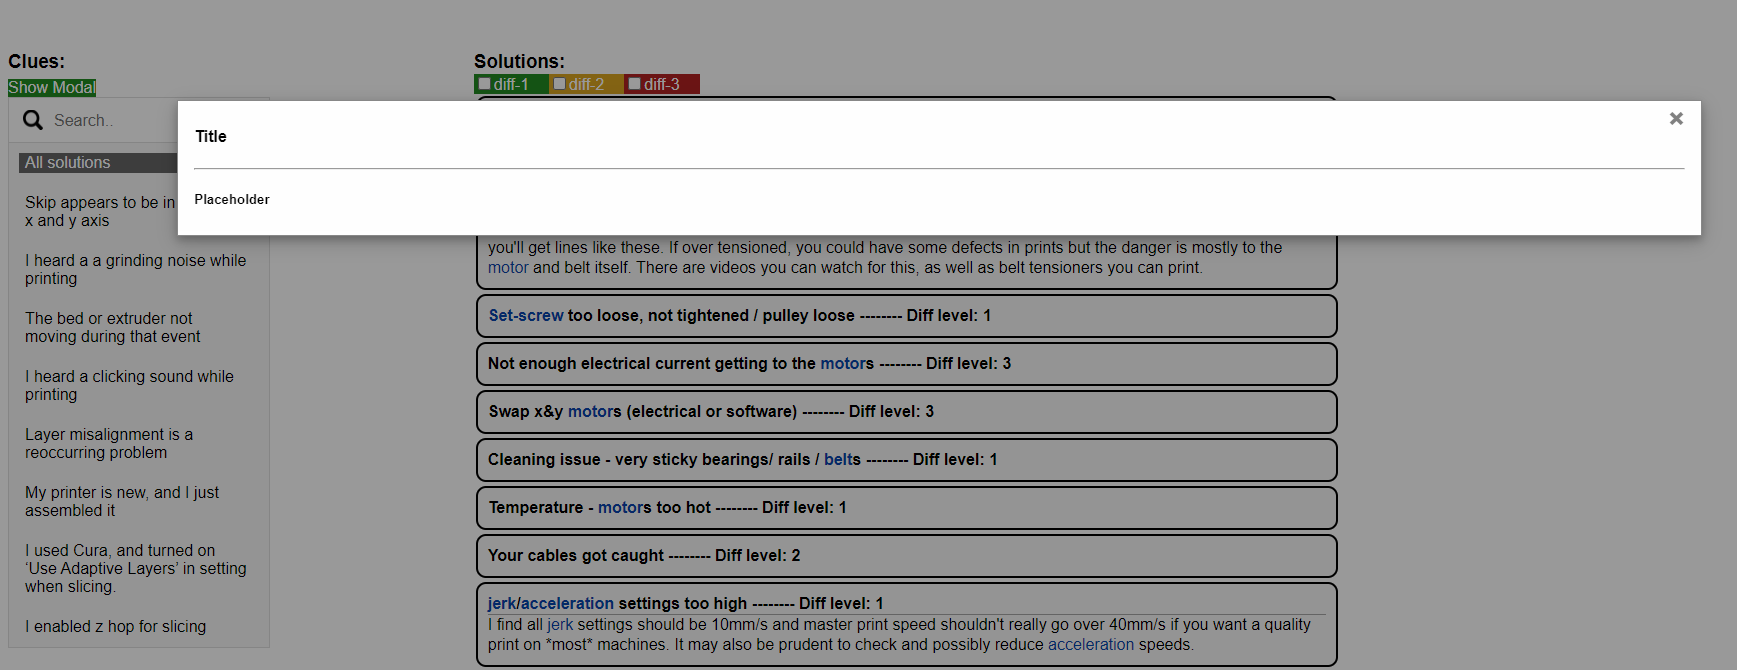 Clues:
Show Modal
Search..
All solutions
Skip appears to be in
x and y axis
I heard a a grinding noise while
printing
The bed or extruder not
moving during that event
I heard a clicking sound while
printing
Layer misalignment is a
reoccurring problem
My printer is new, and I just
assembled it
I used Cura, and turned on
‘Use Adaptive Layers’ in setting
when slicing.
I enabled z hop for slicing
Solutions:
diff-1 diff-2 diff-3
Title
Placeholder
you'll get lines like these. If over tensioned, you could have some defects in prints but the danger is mostly to the
motor and belt itself. There are videos you can watch for this, as well as belt tensioners you can print.
Set-screw too loose, not tightened / pulley loose -------- Diff level: 1
Not enough electrical current getting to the motors -------- Diff level: 3
Swap x&y motors (electrical or software) -------- Diff level: 3
Cleaning issue - very sticky bearings/ rails / belts -------- Diff level: 1
Temperature - motors too hot -------- Diff level: 1
Your cables got caught -------- Diff level: 2
jerk/acceleration settings too high -------- Diff level: 1
I find all jerk settings should be 10mm/s and master print speed shouldn't really go over 40mm/s if you want a quality
print on *most* machines. It may also be prudent to check and possibly reduce acceleration speeds.